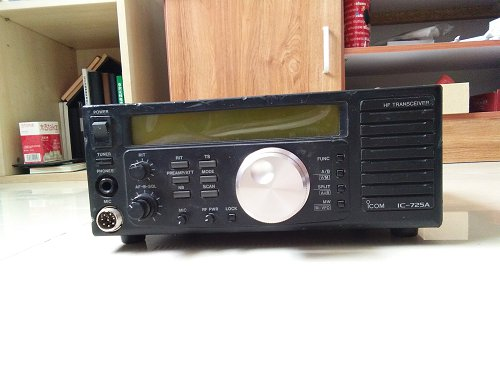 POWER
HF TRANSCEIVER
TUNER
PHONES
MIC
RIT
AF-■-SQL
RIT
TS
PREAMP/ATT
MODE
NB
SCAN
MIC
RF PWR
LOCK
FUNC
A/B
SPLIT
MW
ICOM
IC-725A